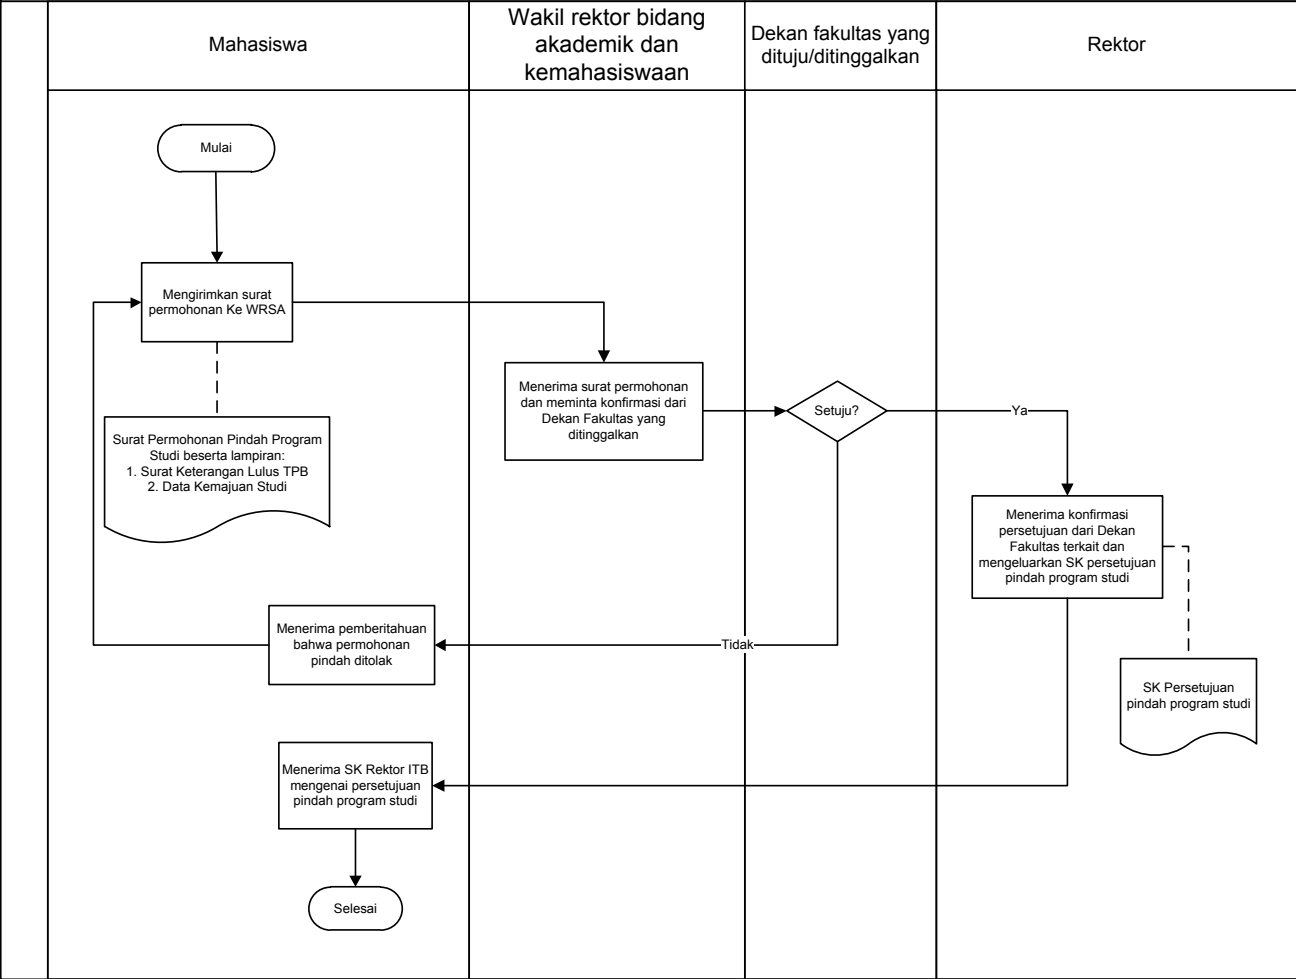 Mahasiswa
Wakil rektor bidang
akademik dan
kemahasiswaan
Dekan fakultas yang
dituju/ditinggalkan
Rektor
Mulai
Mengirimkan surat
permohonan Ke WRSA
Surat Permohonan Pindah Program
Studi beserta lampiran:
1. Surat Keterangan Lulus TPB
2. Data Kemajuan Studi
Menerima surat permohonan
dan meminta konfirmasi dari
Dekan Fakultas yang
ditinggalkan
Setuju?
Ya
Menerima konfirmasi
persetujuan dari Dekan
Fakultas terkait dan
mengeluarkan SK persetujuan
pindah program studi
Tidak
Menerima pemberitahuan
bahwa permohonan
pindah ditolak
SK Persetujuan
pindah program studi
Menerima SK Rektor ITB
mengenai persetujuan
pindah program studi
Selesai